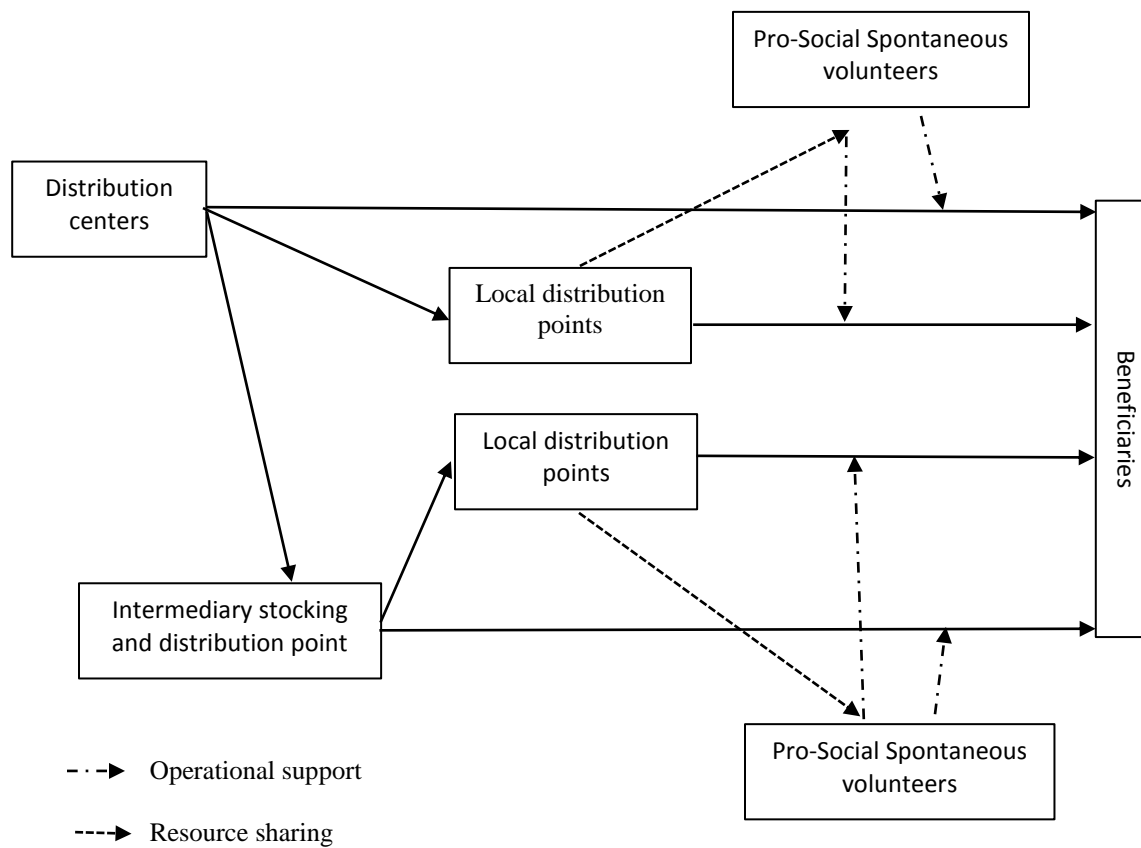 Pro-Social Spontaneous
volunteers
Distribution
centers
Local distribution
points
Beneficiaries
Local distribution
points
Intermediary stocking
and distribution point
Pro-Social Spontaneous
volunteers
Operational support
Resource sharing